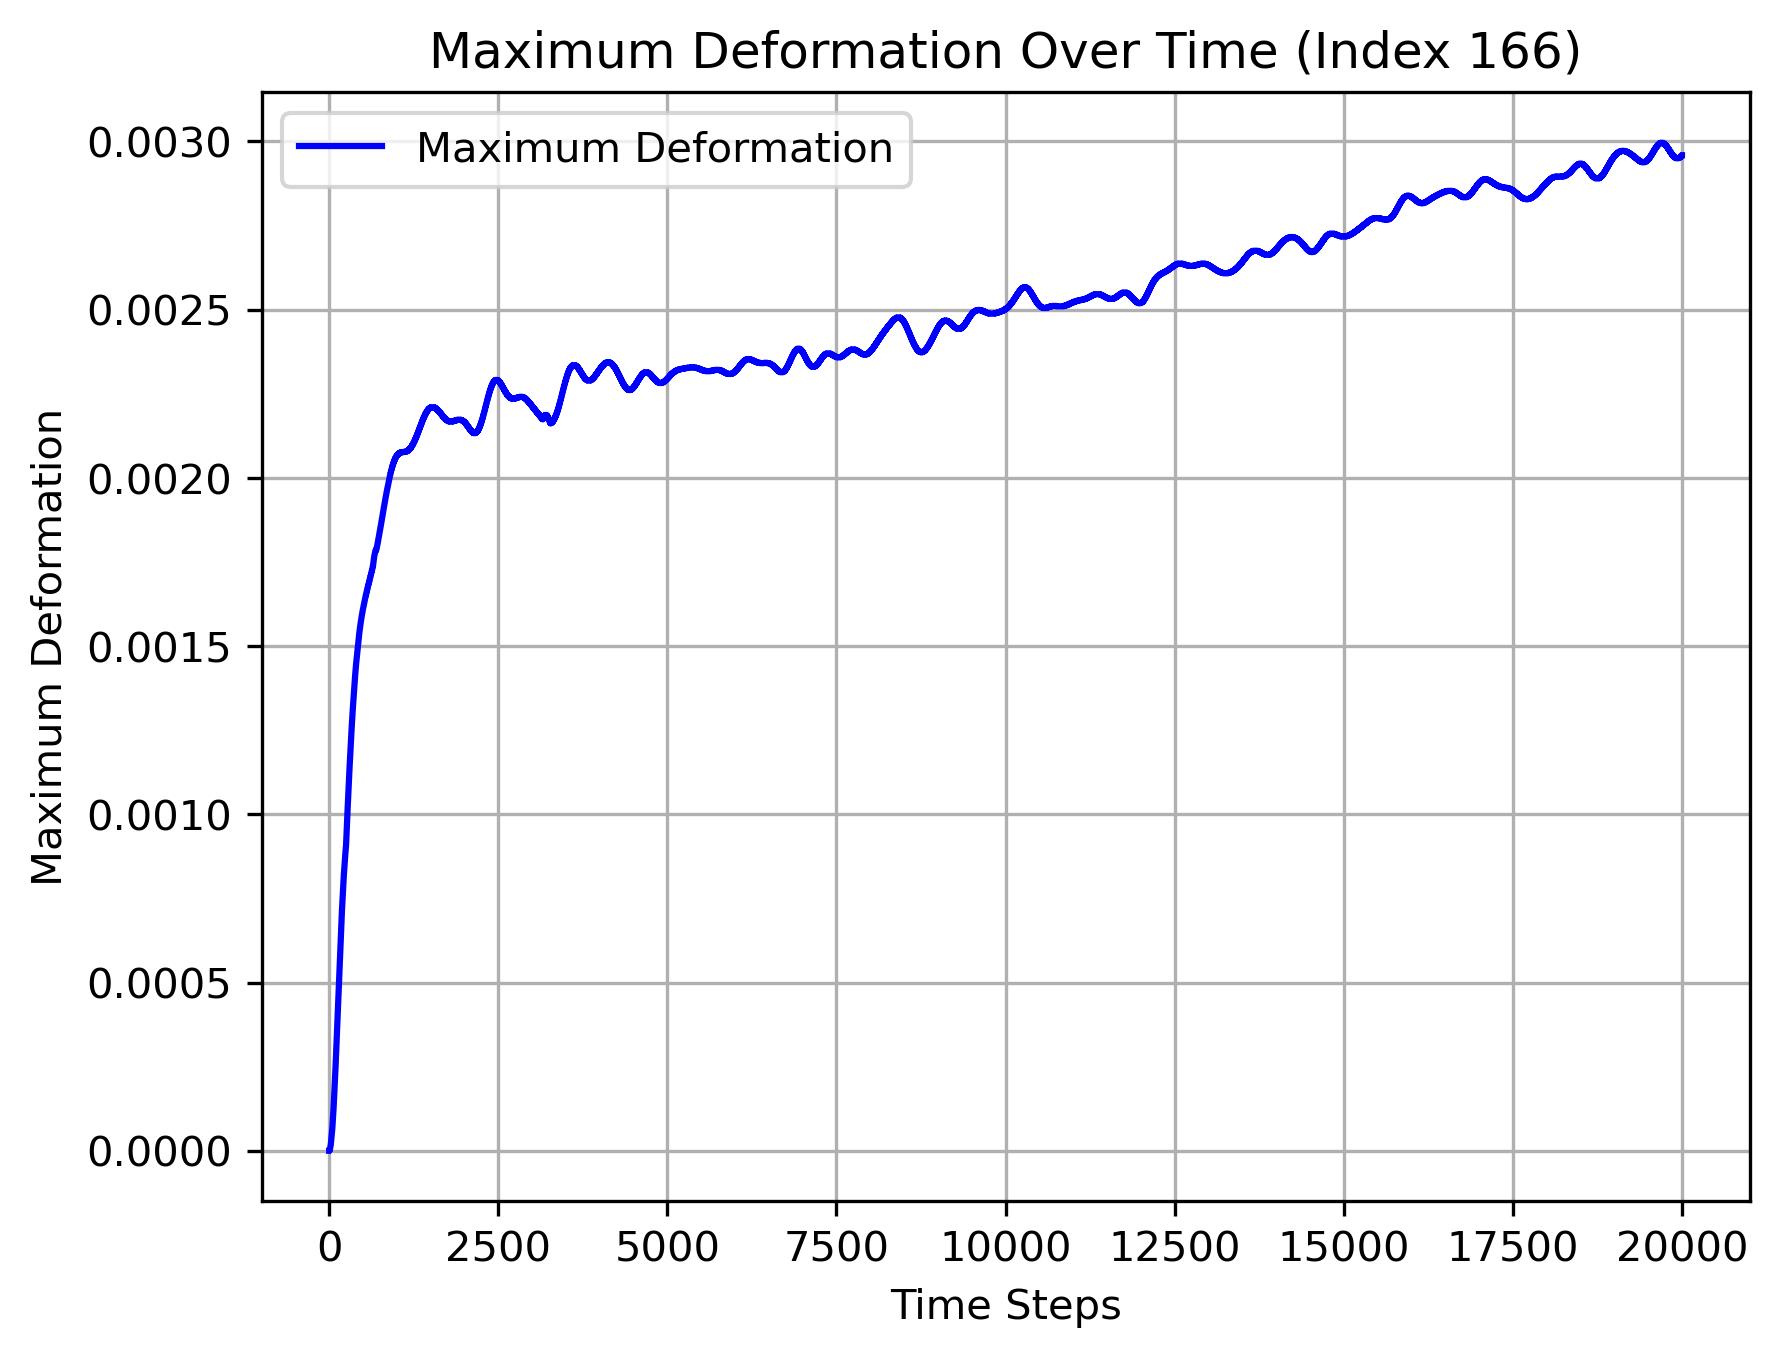 Maximum Deformation Over Time (Index 166)
Maximum Deformation
0.0030
0.0025
0.0020
0.0015
0.0010
0.0005
0.0000
Maximum Deformation
0 2500 5000 7500 10000 12500 15000 17500 20000
Time Steps